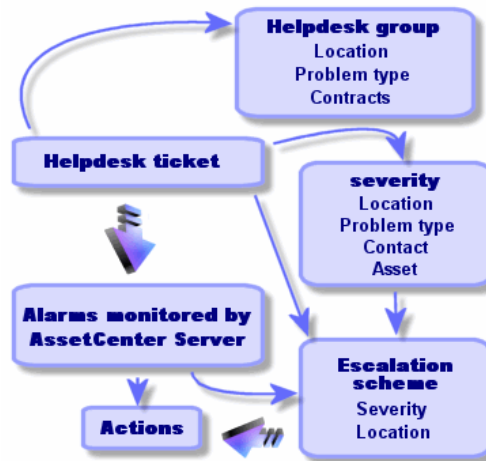 Helpdesk group
Location
Problem type
Contracts
Helpdesk ticket
severity
Location
Problem type
Contact
Asset
Alarms monitored by
AssetCenter Server
Escalation
scheme
Severity
Location
Actions